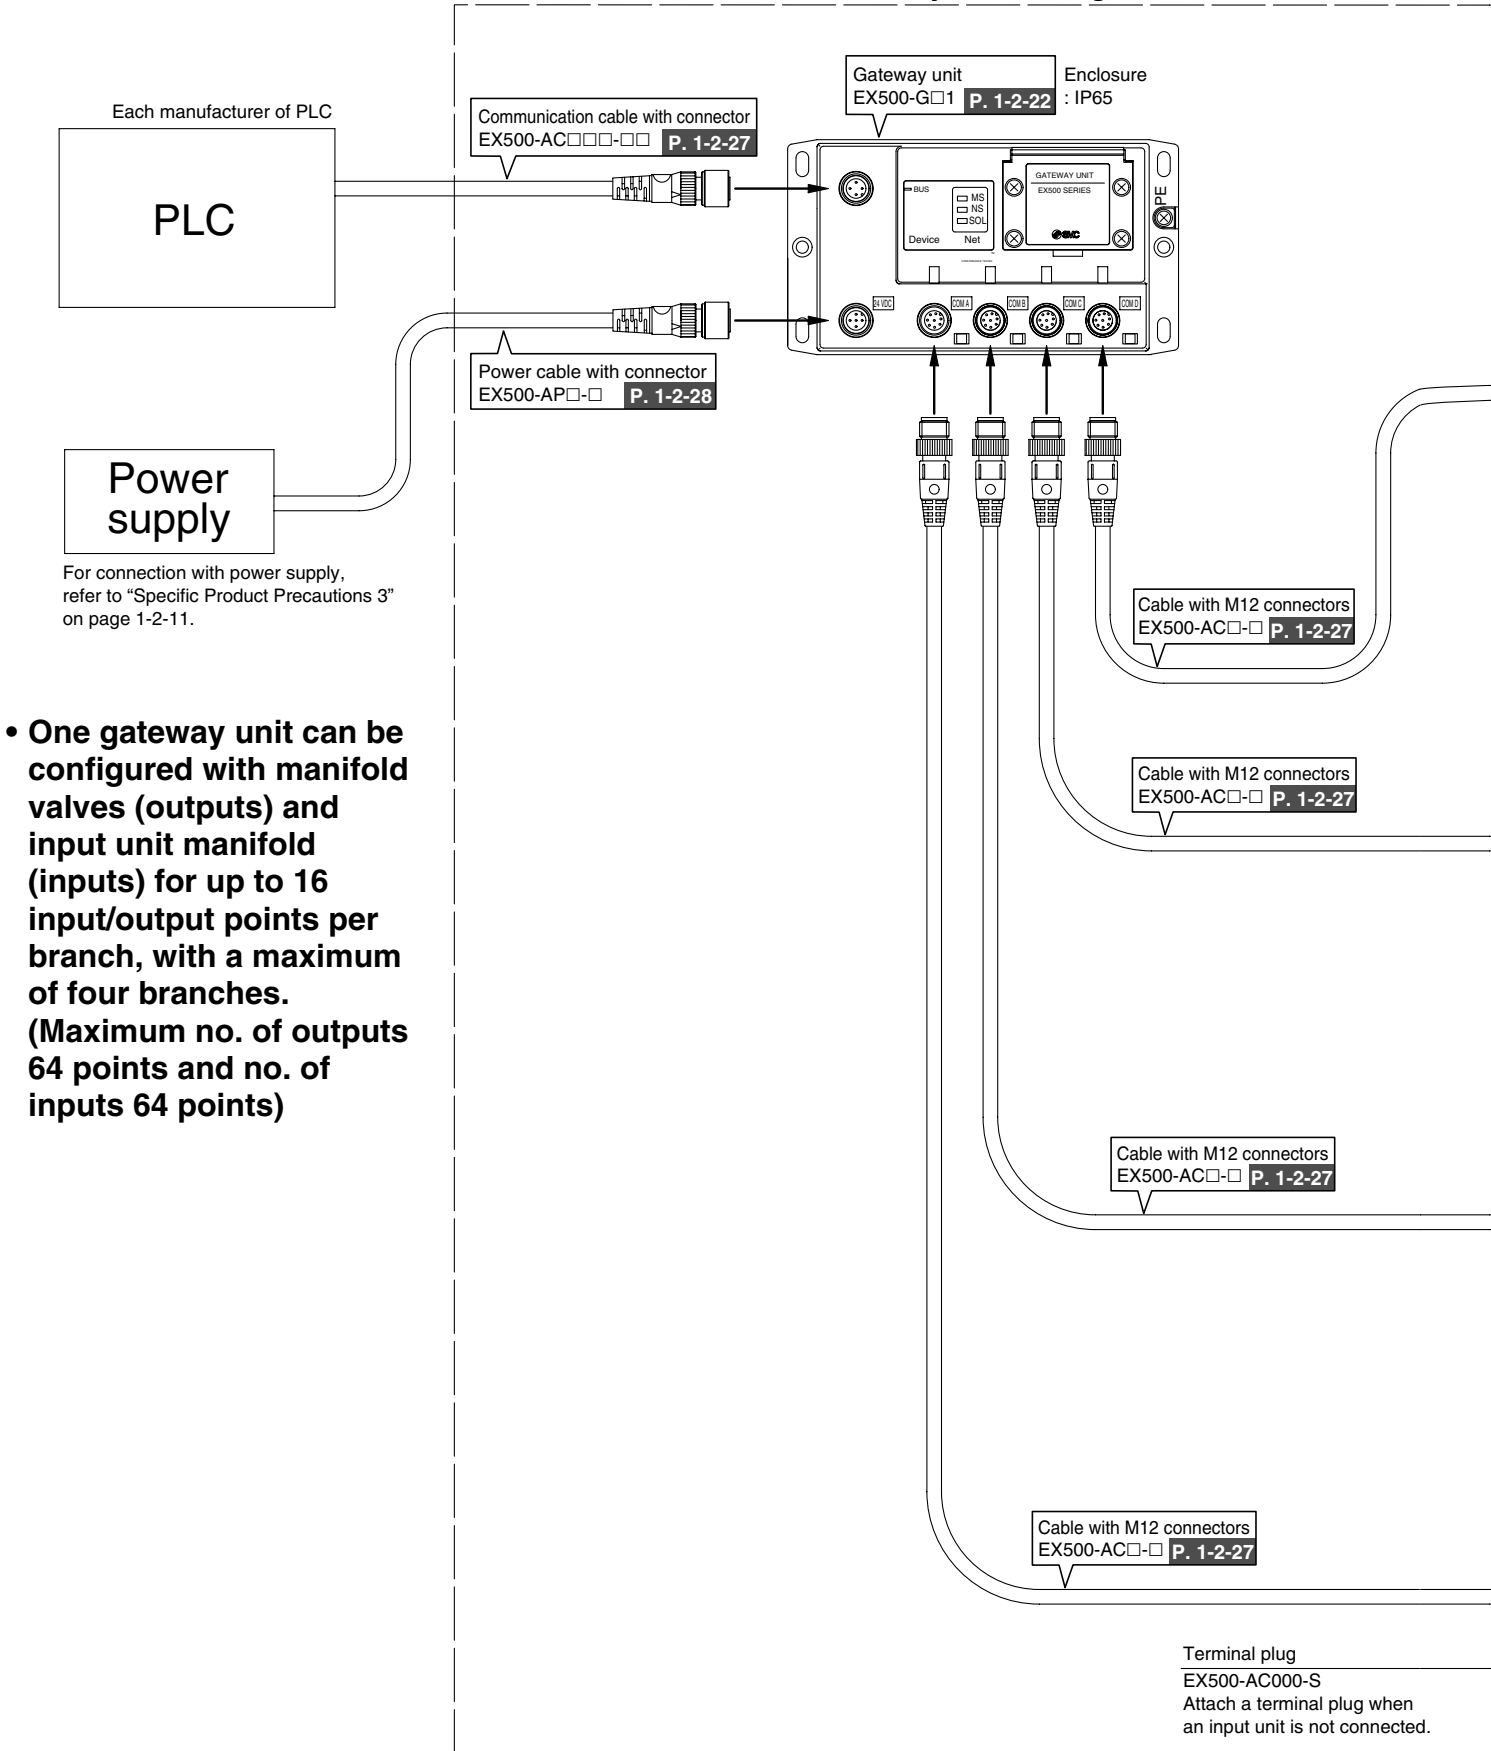 Each manufacturer of PLC
PLC
Communication cable with connector
EX500-AC□□□-□□ P. 1-2-27
Gateway unit
EX500-G□1 P. 1-2-22
Enclosure
: IP65
BUS
MS
NS
SOL
Device Net
GATEWAY UNIT
EX500 SERIES
SMC
PE
24 VDC
COM A
COM B
COM C
COM D
Power cable with connector
EX500-AP□-□ P. 1-2-28
Power
supply
For connection with power supply,
refer to “Specific Product Precautions 3”
on page 1-2-11.
• One gateway unit can be
configured with manifold
valves (outputs) and
input unit manifold
(inputs) for up to 16
input/output points per
branch, with a maximum
of four branches.
(Maximum no. of outputs
64 points and no. of
inputs 64 points)
Cable with M12 connectors
EX500-AC□-□ P. 1-2-27
Cable with M12 connectors
EX500-AC□-□ P. 1-2-27
Cable with M12 connectors
EX500-AC□-□ P. 1-2-27
Cable with M12 connectors
EX500-AC□-□ P. 1-2-27
Terminal plug
EX500-AC000-S
Attach a terminal plug when
an input unit is not connected.